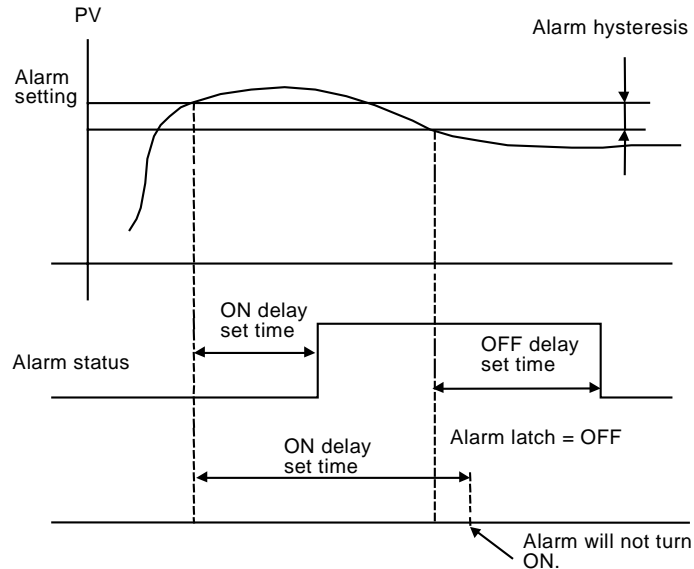 PV
Alarm hysteresis
Alarm
setting
ON delay
set time
OFF delay
set time
Alarm status
ON delay
set time
Alarm latch = OFF
Alarm will not turn
ON.